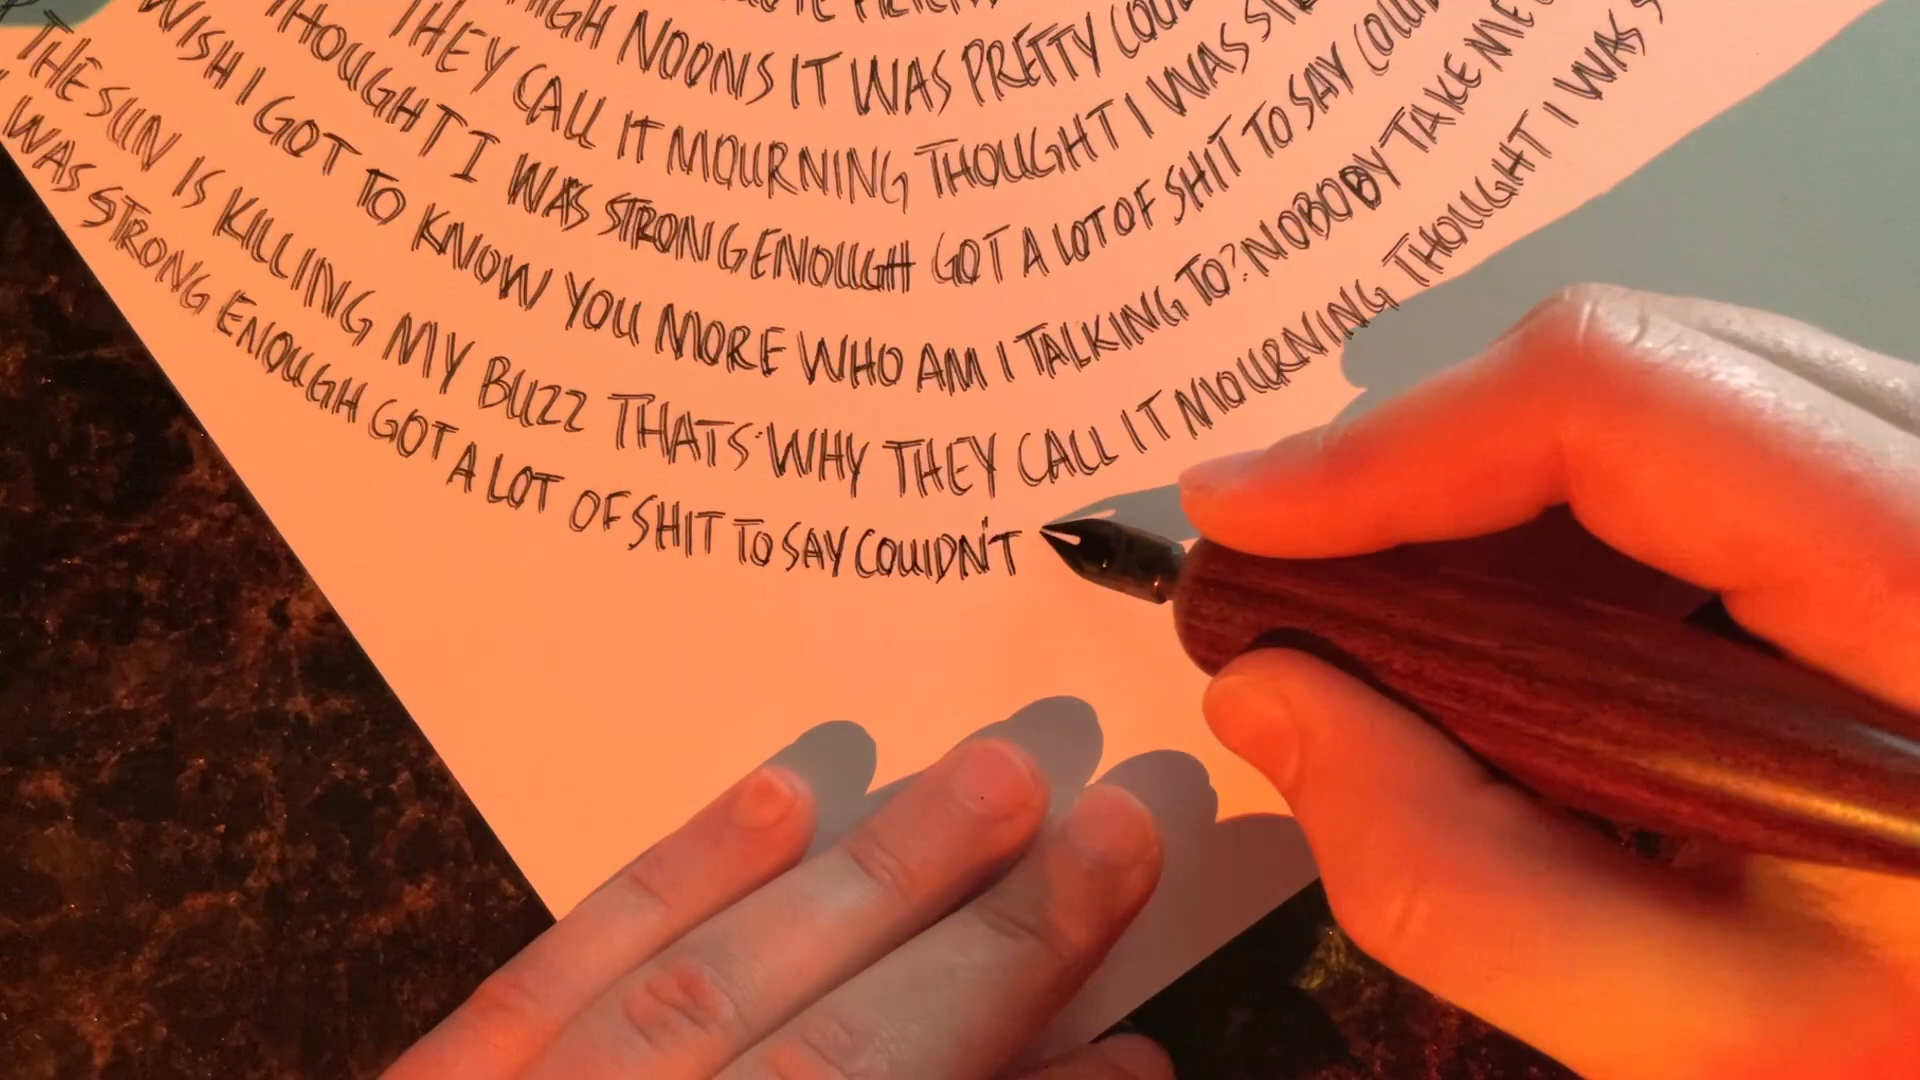 HIGH NOONS IT WAS PRETTY
THEY CALL IT MOURNING THOUGHT I WAS
THOUGHT I WAS STRONG ENOUGH GOT A LOT OF SHIT TO SAY
WISH I GOT TO KNOW YOU MORE WHO AM I TALKING TO? NOBODY TAKE ME
THE SUN IS KILLING MY BUZZ THATS WHY THEY CALL IT MOURNING THOUGHT I WAS
I WAS STRONG ENOUGH GOT A LOT OF SHIT TO SAY COULDN'T